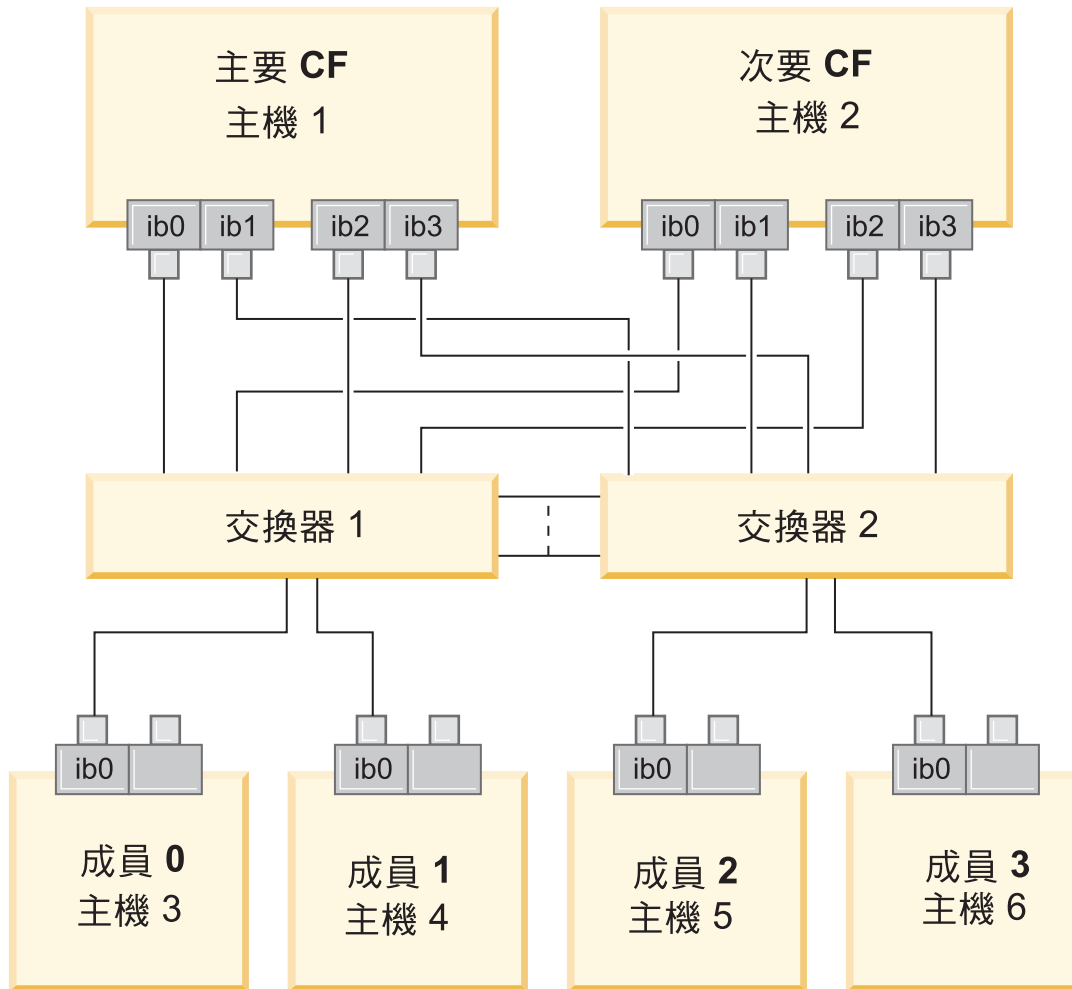 主要 CF
主機 1
次要 CF
主機 2
ib0 ib1 ib2 ib3
ib0 ib1 ib2 ib3
交換器 1
交換器 2
ib0
ib0
ib0
ib0
成員 0
主機 3
成員 1
主機 4
成員 2
主機 5
成員 3
主機 6